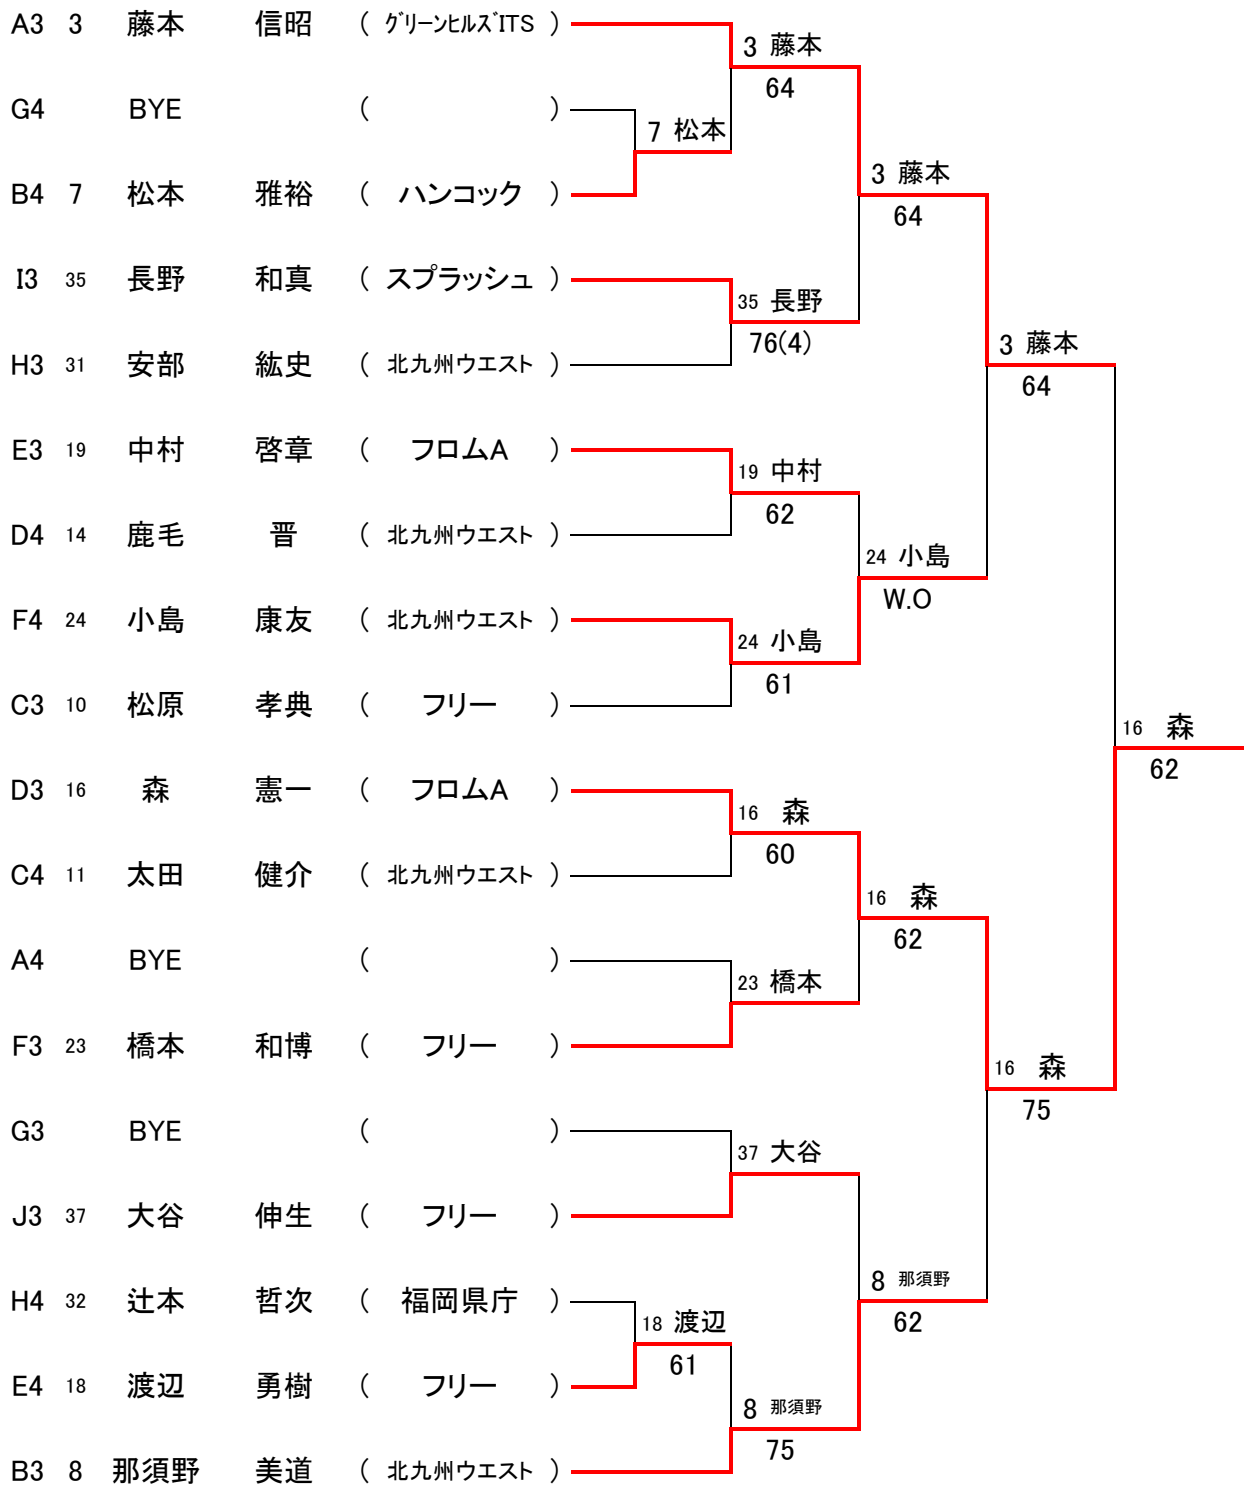 A3 3 藤本 信昭 ( グリーンヒルズITS )
3 藤本
64
G4 BYE ( )
7 松本
B4 7 松本 雅裕 ( ハンコック )
3 藤本
64
I3 35 長野 和真 ( スプラッシュ )
35 長野
76(4)
H3 31 安部 紘史 ( 北九州ウエスト )
3 藤本
64
E3 19 中村 啓章 ( フロムA )
19 中村
62
D4 14 鹿毛 晋 ( 北九州ウエスト )
24 小島
W.O
F4 24 小島 康友 ( 北九州ウエスト )
24 小島
61
C3 10 松原 孝典 ( フリー )
16 森
62
D3 16 森 憲一 ( フロムA )
16 森
60
C4 11 太田 健介 ( 北九州ウエスト )
16 森
62
A4 BYE ( )
23 橋本
F3 23 橋本 和博 ( フリー )
16 森
75
G3 BYE ( )
37 大谷
J3 37 大谷 伸生 ( フリー )
8 那須野
62
H4 32 辻本 哲次 ( 福岡県庁 )
18 渡辺
61
E4 18 渡辺 勇樹 ( フリー )
8 那須野
75
B3 8 那須野 美道 ( 北九州ウエスト )